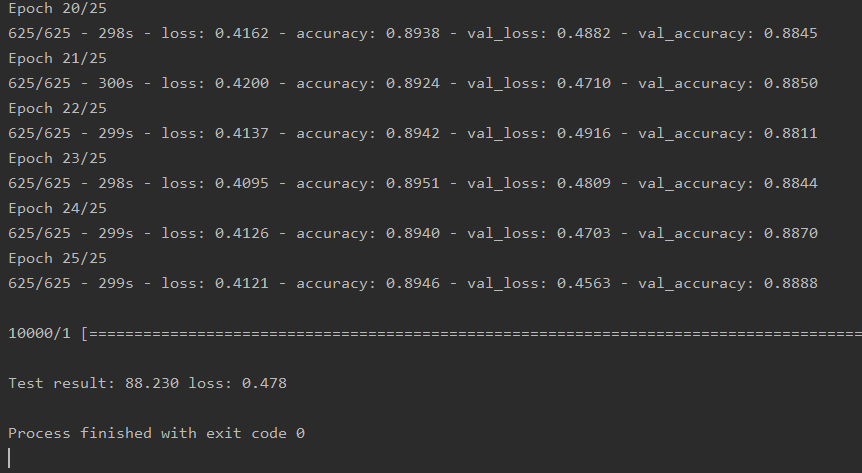 Epoch 20/25
625/625 - 298s - loss: 0.4162 - accuracy: 0.8938 - val_loss: 0.4882 - val_accuracy: 0.8845
Epoch 21/25
625/625 - 300s - loss: 0.4200 - accuracy: 0.8924 - val_loss: 0.4710 - val_accuracy: 0.8850
Epoch 22/25
625/625 - 299s - loss: 0.4137 - accuracy: 0.8942 - val_loss: 0.4916 - val_accuracy: 0.8811
Epoch 23/25
625/625 - 298s - loss: 0.4095 - accuracy: 0.8951 - val_loss: 0.4809 - val_accuracy: 0.8844
Epoch 24/25
625/625 - 299s - loss: 0.4126 - accuracy: 0.8940 - val_loss: 0.4703 - val_accuracy: 0.8870
Epoch 25/25
625/625 - 299s - loss: 0.4121 - accuracy: 0.8946 - val_loss: 0.4563 - val_accuracy: 0.8888
10000/1 [======================================================================================
Test result: 88.230 loss: 0.478
Process finished with exit code 0